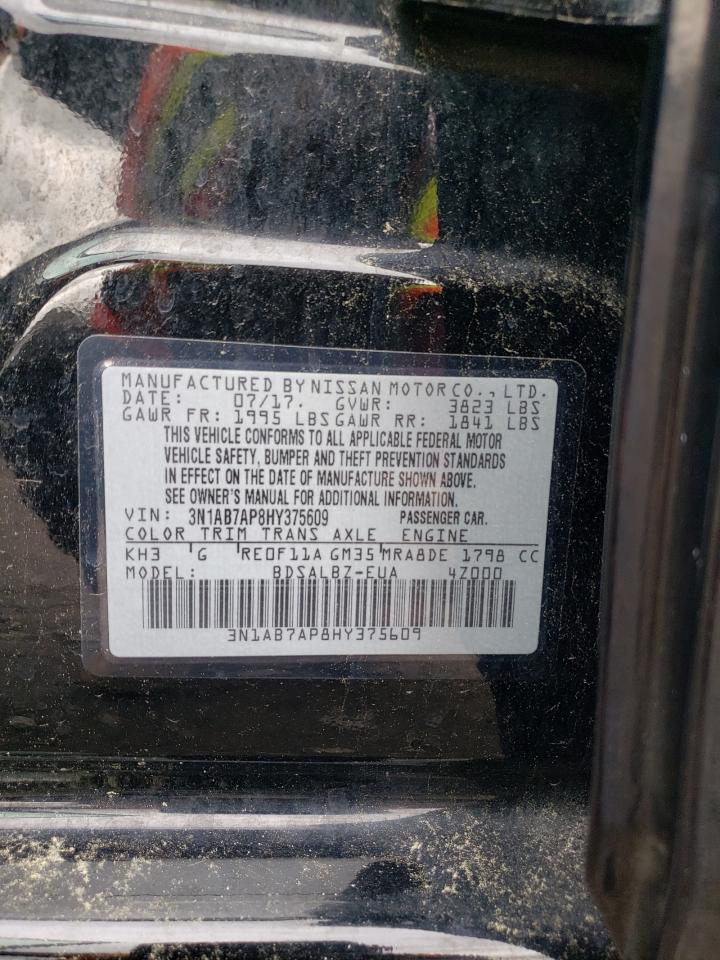 MANUFACTURED BY NISSAN MOTOR CO., LTD.
DATE: 07/17. GVWR: 3823 LBS
GAWR FR: 1995 LBS GAWR RR: 1841 LBS
THIS VEHICLE CONFORMS TO ALL APPLICABLE FEDERAL MOTOR
VEHICLE SAFETY, BUMPER AND THEFT PREVENTION STANDARDS
IN EFFECT ON THE DATE OF MANUFACTURE SHOWN ABOVE.
SEE OWNER'S MANUAL FOR ADDITIONAL INFORMATION.
VIN: 3N1AB7AP8HY375609 PASSENGER CAR.
COLOR TRIM TRANS AXLE ENGINE
KH3 G RE0F11A GM35 MRA8DE 1798 CC
MODEL: BDSALBZ-EUA 4Z000
3N1AB7AP8HY375609